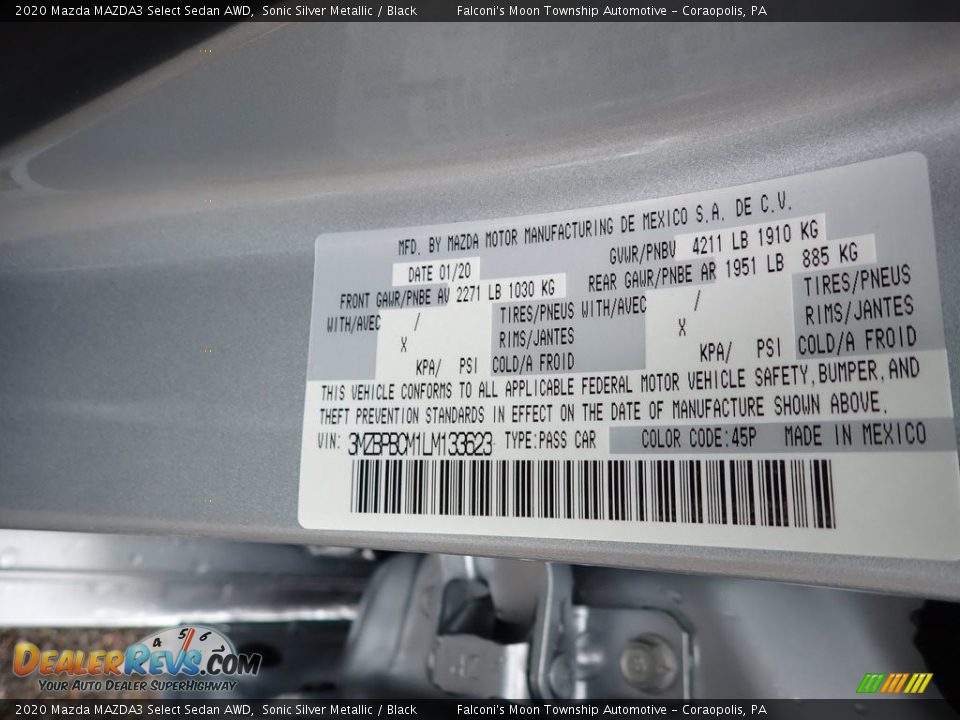 2020 Mazda MAZDA3 Select Sedan AWD, Sonic Silver Metallic / Black Falconi's Moon Township Automotive - Coraopolis, PA
MFD. BY MAZDA MOTOR MANUFACTURING DE MEXICO S.A. DE C.V.
DATE 01/20 GVWR/PNBV 4211 LB 1910 KG
FRONT GAWR/PNBE AV 2271 LB 1030 KG REAR GAWR/PNBE AR 1951 LB 885 KG
WITH/AVEC / TIRES/PNEUS WITH/AVEC / TIRES/PNEUS
X RIMS/JANTES X RIMS/JANTES
KPA/ PSI COLD/A FROID KPA/ PSI COLD/A FROID
THIS VEHICLE CONFORMS TO ALL APPLICABLE FEDERAL MOTOR VEHICLE SAFETY, BUMPER, AND
THEFT PREVENTION STANDARDS IN EFFECT ON THE DATE OF MANUFACTURE SHOWN ABOVE.
VIN: 3MZBPBCM1LM133623 TYPE:PASS CAR COLOR CODE:45P MADE IN MEXICO
4 5 6
DEALERREVS.COM
YOUR AUTO DEALER SUPERHIGHWAY
2020 Mazda MAZDA3 Select Sedan AWD, Sonic Silver Metallic / Black Falconi's Moon Township Automotive - Coraopolis, PA